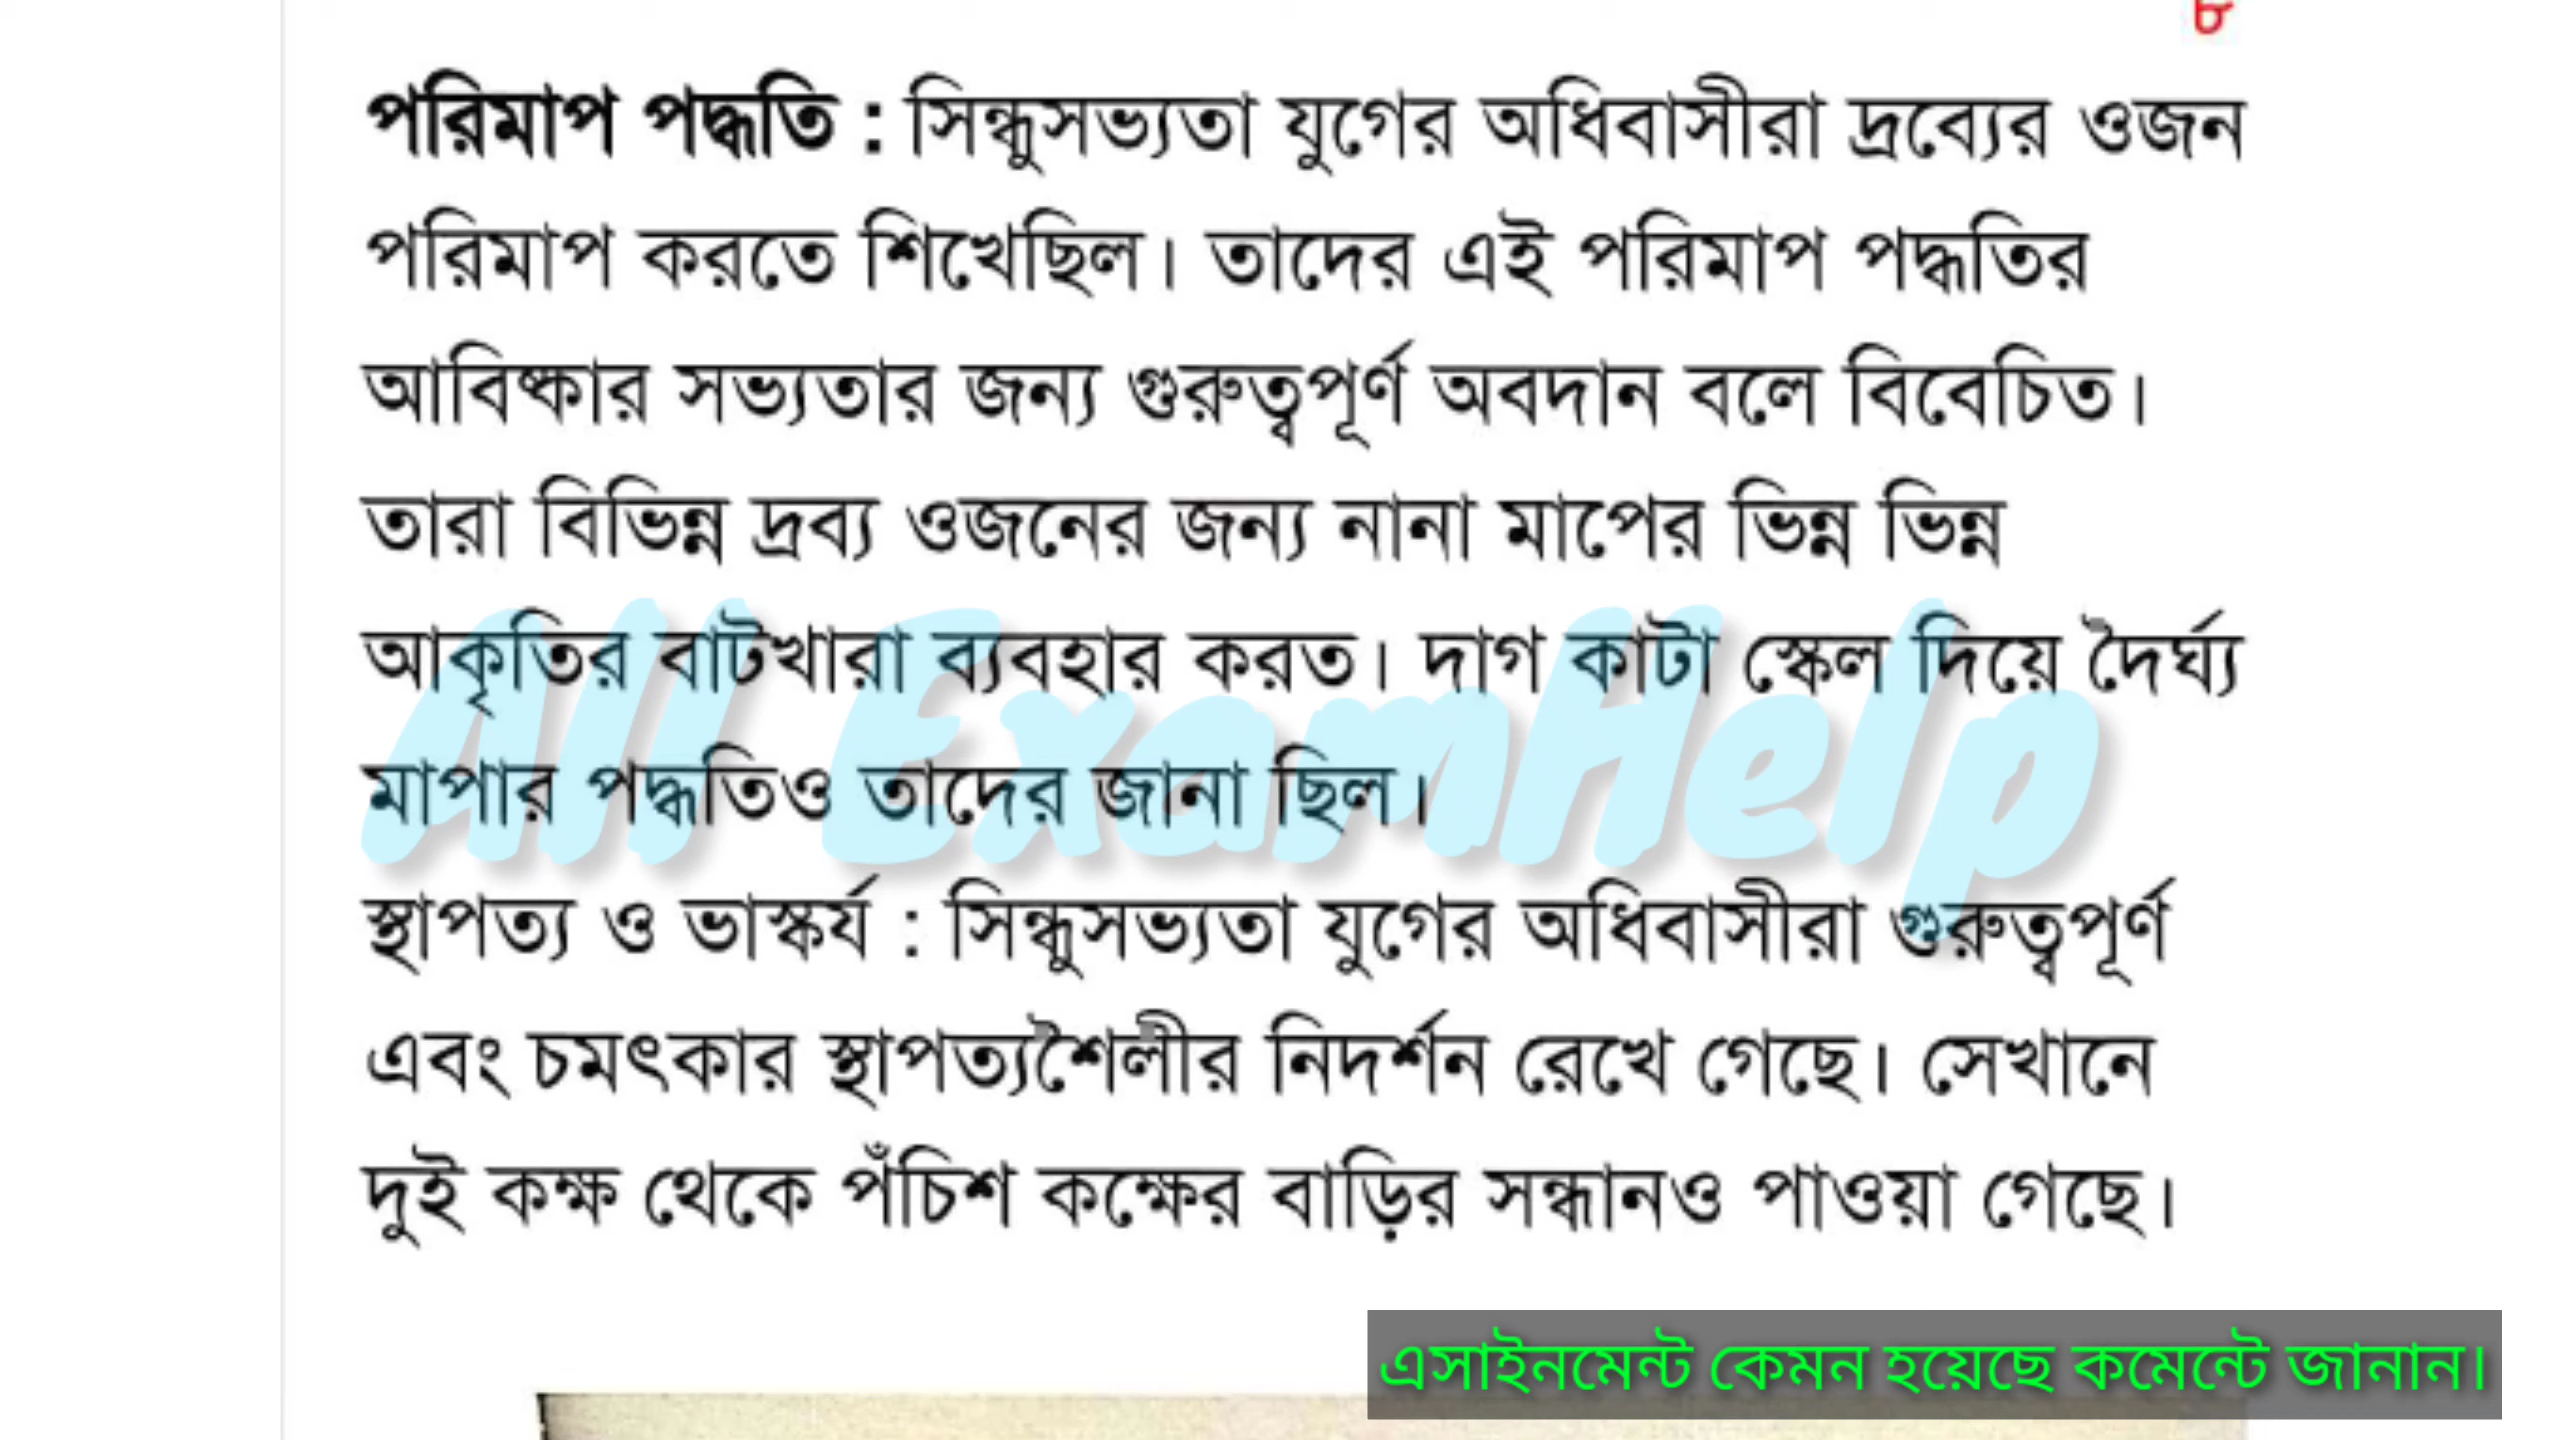 ৮
পরিমাপ পদ্ধতি : সিন্ধুসভ্যতা যুগের অধিবাসীরা দ্রব্যের ওজন
পরিমাপ করতে শিখেছিল। তাদের এই পরিমাপ পদ্ধতির
আবিষ্কার সভ্যতার জন্য গুরুত্বপূর্ণ অবদান বলে বিবেচিত।
তারা বিভিন্ন দ্রব্য ওজনের জন্য নানা মাপের ভিন্ন ভিন্ন
আকৃতির বাটখারা ব্যবহার করত। দাগ কাটা স্কেল দিয়ে দৈর্ঘ্য
মাপার পদ্ধতিও তাদের জানা ছিল।
All ExamHelp
স্থাপত্য ও ভাস্কর্য : সিন্ধুসভ্যতা যুগের অধিবাসীরা গুরুত্বপূর্ণ
এবং চমৎকার স্থাপত্যশৈলীর নিদর্শন রেখে গেছে। সেখানে
দুই কক্ষ থেকে পঁচিশ কক্ষের বাড়ির সন্ধানও পাওয়া গেছে।
এসাইনমেন্ট কেমন হয়েছে কমেন্টে জানান।